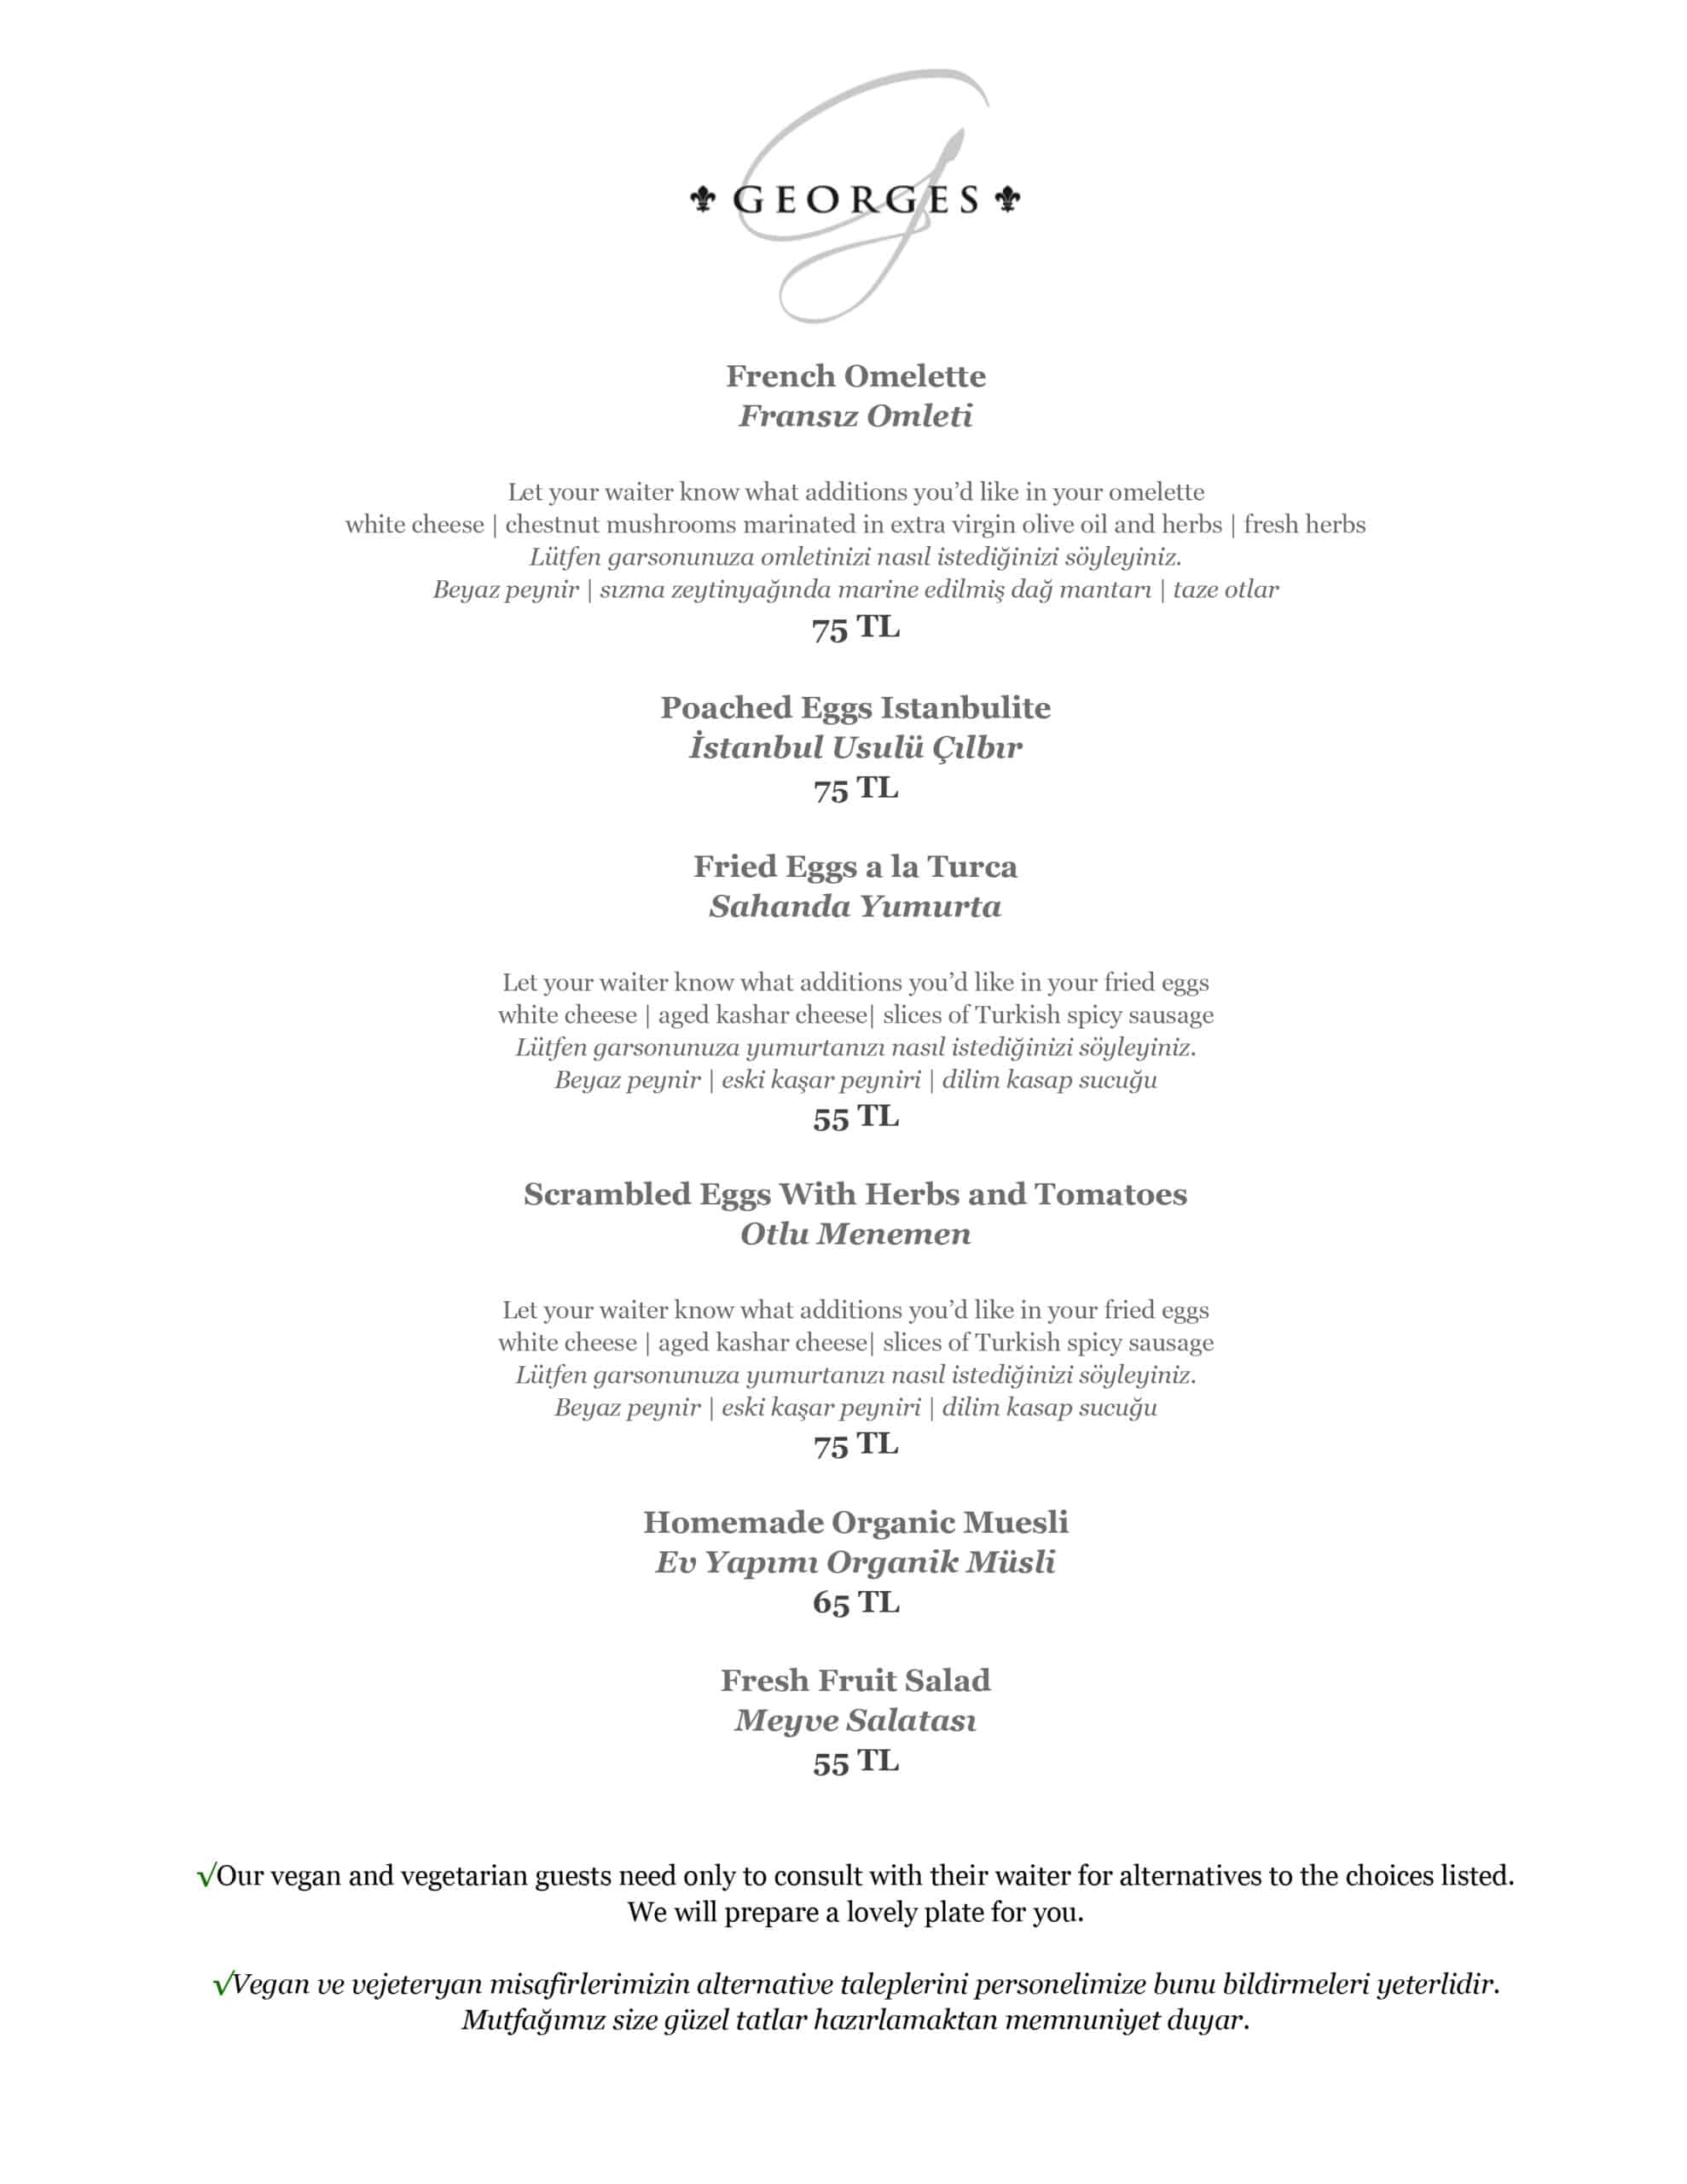 GEORGES
French Omelette
Fransız Omleti
Let your waiter know what additions you’d like in your omelette
white cheese | chestnut mushrooms marinated in extra virgin olive oil and herbs | fresh herbs
Lütfen garsonunuza omletinizi nasıl istediğinizi söyleyiniz.
Beyaz peynir | sızma zeytinyağında marine edilmiş dağ mantarı | taze otlar
75 TL
Poached Eggs Istanbulite
İstanbul Usulü Çılbır
75 TL
Fried Eggs a la Turca
Sahanda Yumurta
Let your waiter know what additions you’d like in your fried eggs
white cheese | aged kashar cheese| slices of Turkish spicy sausage
Lütfen garsonunuza yumurtanızı nasıl istediğinizi söyleyiniz.
Beyaz peynir | eski kaşar peyniri | dilim kasap sucuğu
55 TL
Scrambled Eggs With Herbs and Tomatoes
Otlu Menemen
Let your waiter know what additions you’d like in your fried eggs
white cheese | aged kashar cheese| slices of Turkish spicy sausage
Lütfen garsonunuza yumurtanızı nasıl istediğinizi söyleyiniz.
Beyaz peynir | eski kaşar peyniri | dilim kasap sucuğu
75 TL
Homemade Organic Muesli
Ev Yapımı Organik Müsli
65 TL
Fresh Fruit Salad
Meyve Salatası
55 TL
√Our vegan and vegetarian guests need only to consult with their waiter for alternatives to the choices listed.
We will prepare a lovely plate for you.
√Vegan ve vejeteryan misafirlerimizin alternative taleplerini personelimize bunu bildirmeleri yeterlidir.
Mutfağımız size güzel tatlar hazırlamaktan memnuniyet duyar.